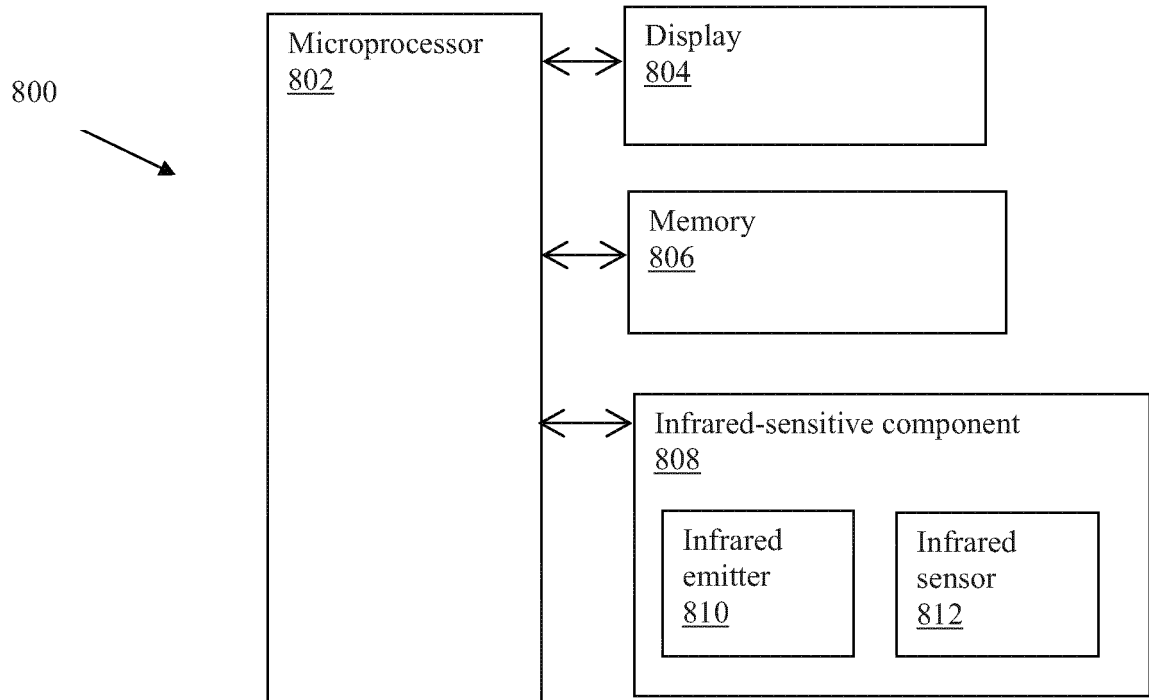 800
Microprocessor
802
Display
804
Memory
806
Infrared-sensitive component
808
Infrared
emitter
810
Infrared
sensor
812